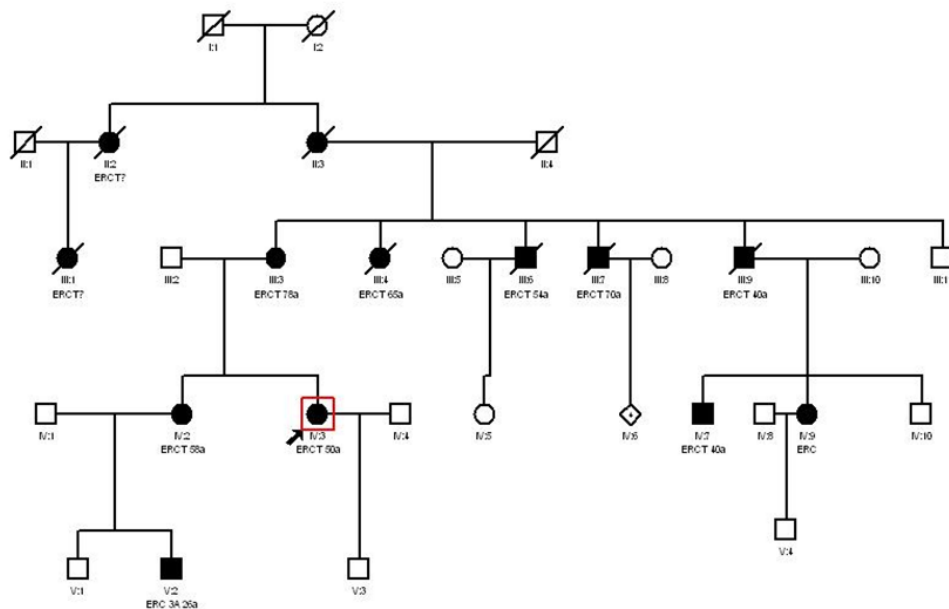 I:1 I:2
II:1 II:2 II:3 II:4
ERCT?
III:1 III:2 III:3 III:4 III:5 III:6 III:7 III:8 III:9 III:10 III:1
ERCT? ERCT 78a ERCT 65a ERCT 54a ERCT 70a ERCT 40a
IV:1 IV:2 IV:3 IV:4 IV:5 IV:6 IV:7 IV:8 IV:9 IV:10
ERCT 58a ERCT 50a ERCT 40a ERC
V:4
V:1 V:2 V:3
ERC 3A 26a